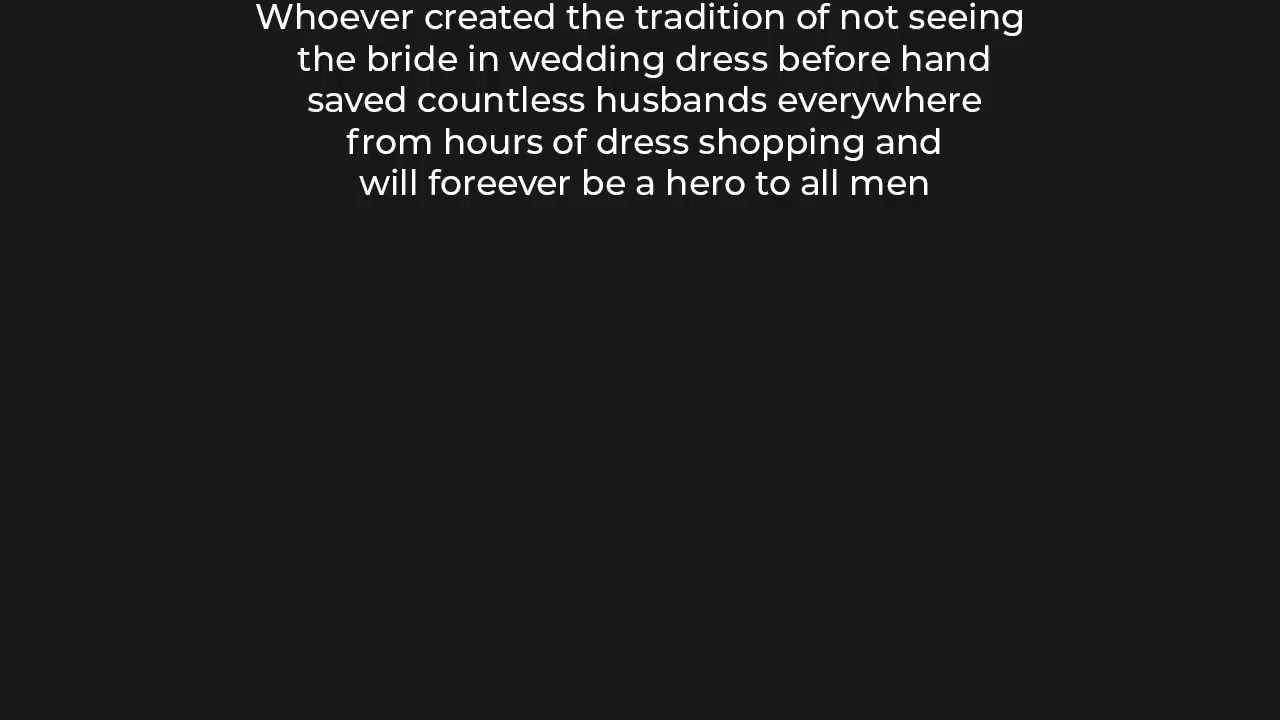 Whoever created the tradition of not seeing
the bride in wedding dress before hand
saved countless husbands everywhere
from hours of dress shopping and
will foreever be a hero to all men